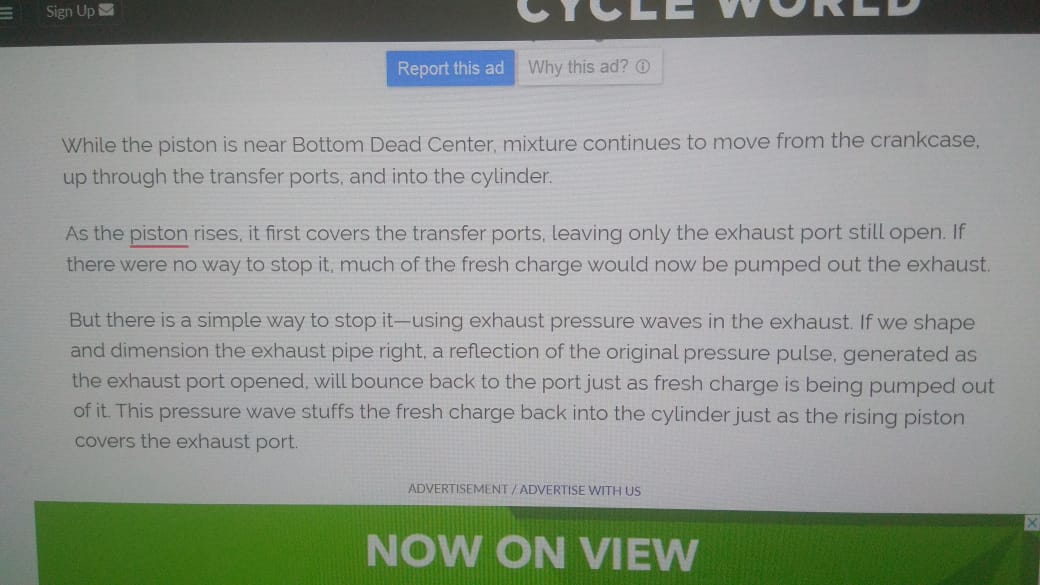 Sign Up
CYCLE WORLD
Report this ad
Why this ad?
While the piston is near Bottom Dead Center, mixture continues to move from the crankcase,
up through the transfer ports, and into the cylinder.
As the piston rises, it first covers the transfer ports, leaving only the exhaust port still open. If
there were no way to stop it, much of the fresh charge would now be pumped out the exhaust.
But there is a simple way to stop it—using exhaust pressure waves in the exhaust. If we shape
and dimension the exhaust pipe right, a reflection of the original pressure pulse, generated as
the exhaust port opened, will bounce back to the port just as fresh charge is being pumped out
of it. This pressure wave stuffs the fresh charge back into the cylinder just as the rising piston
covers the exhaust port.
ADVERTISEMENT / ADVERTISE WITH US
NOW ON VIEW